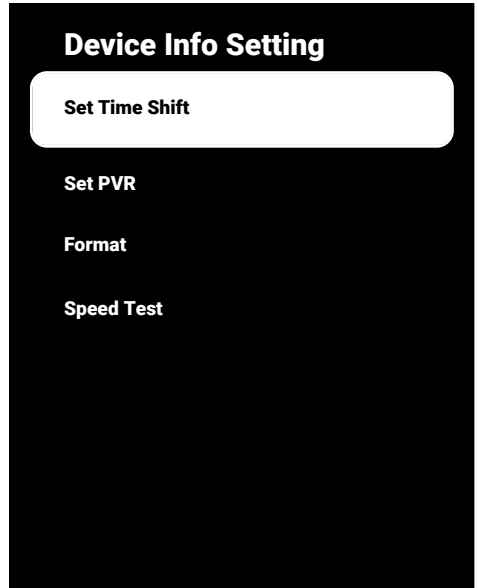 Device Info Setting
Set Time Shift
Set PVR
Format
Speed Test